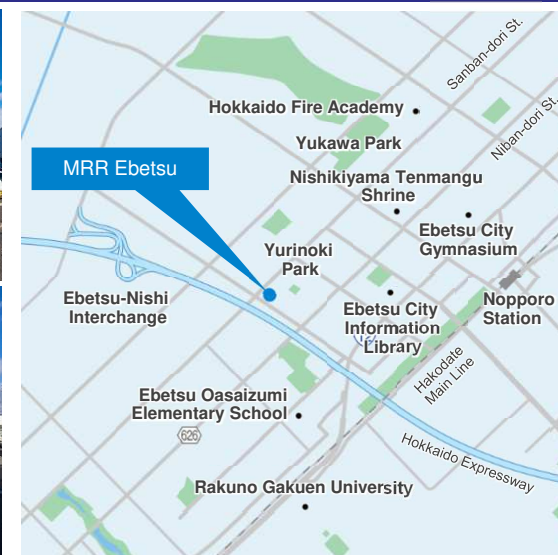 Sanban-dori St.
Hokkaido Fire Academy
Niban-dori St.
Yukawa Park
MRR Ebetsu
Nishikiyama Tenmangu
Shrine
Ebetsu City
Gymnasium
Yurinoki
Park
Ebetsu-Nishi
Interchange
Ebetsu City
Information
Library
Nopporo
Station
Hakodate
Main Line
Ebetsu Oasaizumi
Elementary School
626
Hokkaido Expressway
Rakuno Gakuen University